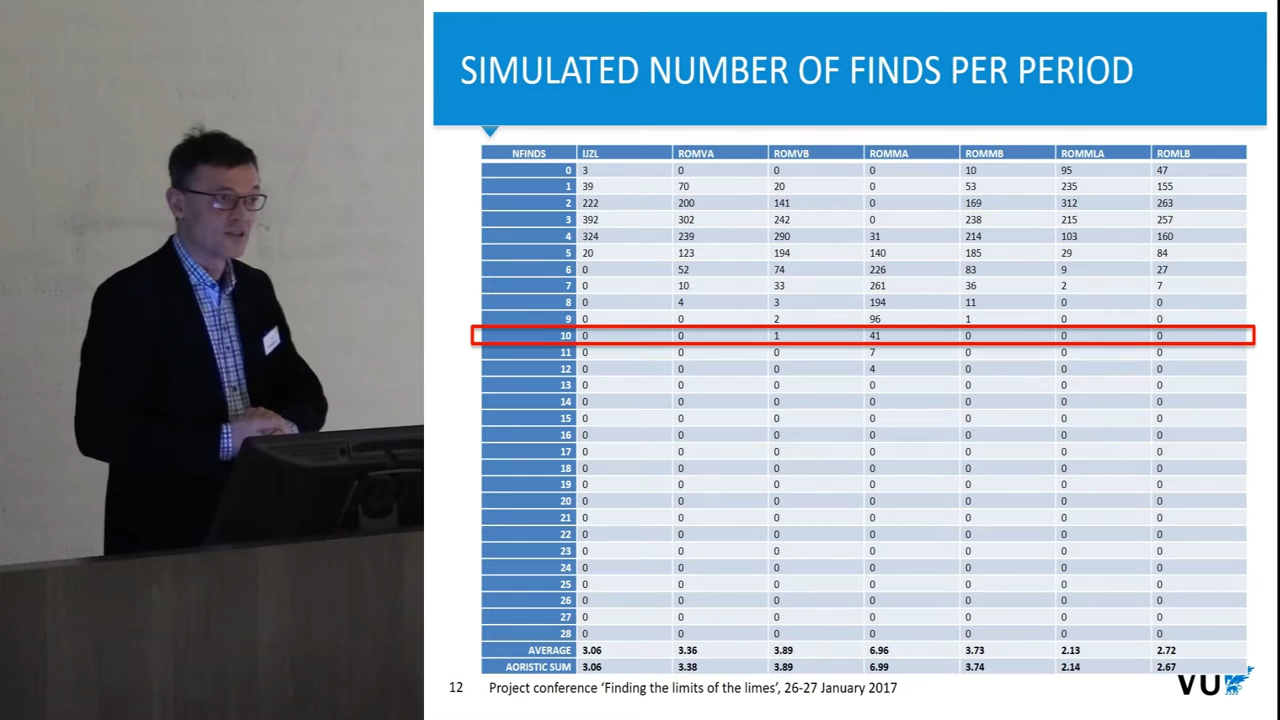 SIMULATED NUMBER OF FINDS PER PERIOD
NFINDS IJZL ROMVA ROMVB ROMMA ROMMB ROMMLA ROMLB
0 3 0 0 0 10 95 47
1 39 70 20 0 53 235 155
2 222 200 141 0 169 312 263
3 392 302 242 0 238 215 257
4 324 239 290 31 214 103 160
5 20 123 194 140 185 29 84
6 0 52 74 226 83 9 27
7 0 10 33 261 36 2 7
8 0 4 3 194 11 0 0
9 0 0 2 96 1 0 0
10 0 0 1 41 0 0 0
11 0 0 0 7 0 0 0
12 0 0 0 4 0 0 0
13 0 0 0 0 0 0 0
14 0 0 0 0 0 0 0
15 0 0 0 0 0 0 0
16 0 0 0 0 0 0 0
17 0 0 0 0 0 0 0
18 0 0 0 0 0 0 0
19 0 0 0 0 0 0 0
20 0 0 0 0 0 0 0
21 0 0 0 0 0 0 0
22 0 0 0 0 0 0 0
23 0 0 0 0 0 0 0
24 0 0 0 0 0 0 0
25 0 0 0 0 0 0 0
26 0 0 0 0 0 0 0
27 0 0 0 0 0 0 0
28 0 0 0 0 0 0 0
AVERAGE 3.06 3.36 3.89 6.96 3.73 2.13 2.72
AORISTIC SUM 3.06 3.38 3.89 6.99 3.74 2.14 2.67
12 Project conference ‘Finding the limits of the limes’, 26-27 January 2017
VU